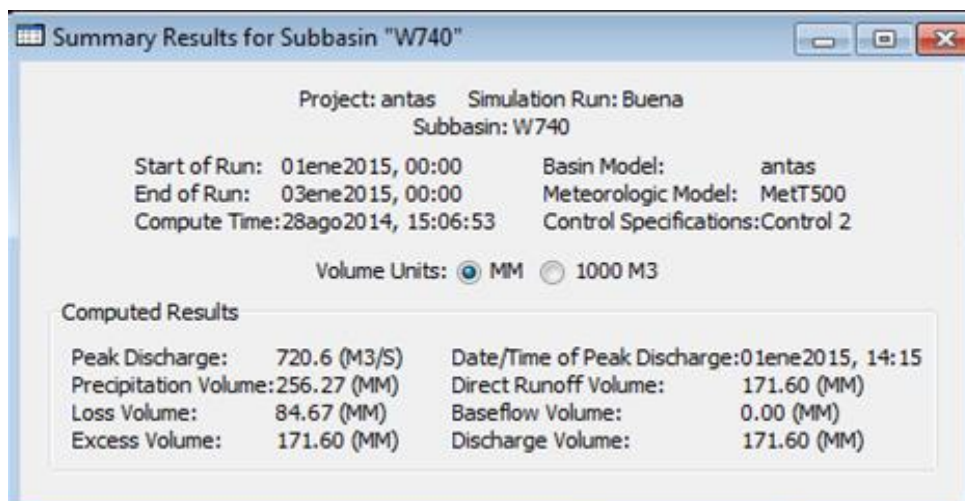 Summary Results for Subbasin "W740"
Project: antas Simulation Run: Buena
Subbasin: W740
Start of Run: 01ene2015, 00:00 Basin Model: antas
End of Run: 03ene2015, 00:00 Meteorologic Model: MetT500
Compute Time:28ago2014, 15:06:53 Control Specifications:Control 2
Volume Units: MM 1000 M3
Computed Results
Peak Discharge: 720.6 (M3/S) Date/Time of Peak Discharge:01ene2015, 14:15
Precipitation Volume:256.27 (MM) Direct Runoff Volume: 171.60 (MM)
Loss Volume: 84.67 (MM) Baseflow Volume: 0.00 (MM)
Excess Volume: 171.60 (MM) Discharge Volume: 171.60 (MM)